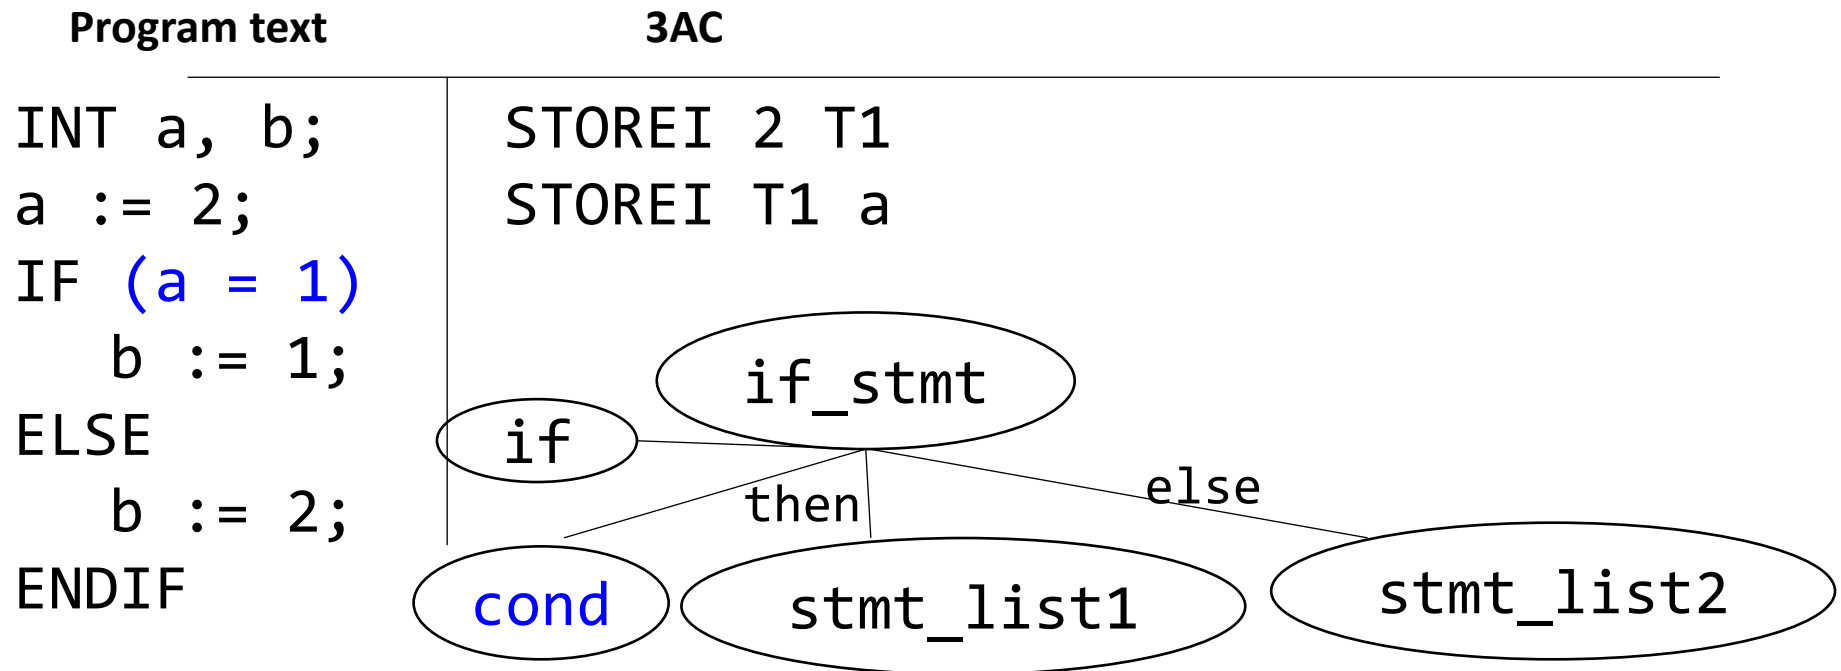 Program text 3AC
INT a, b; STOREI 2 T1
a := 2; STOREI T1 a
IF (a = 1)
b := 1;
ELSE
b := 2;
ENDIF
if_stmt
if
then
else
cond
stmt_list1
stmt_list2